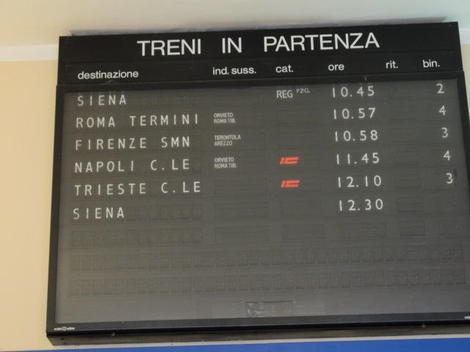 TRENI IN PARTENZA
destinazione ind. suss. cat. ore rit. bin.
SIENA REG 10.45 2
ROMA TERMINI ORVIETO ROMA TIB. 10.57 4
FIRENZE SMN TERONTOLA AREZZO 10.58 3
NAPOLI C.LE ORVIETO ROMA TIB. IC 11.45 4
TRIESTE C.LE IC 12.10 3
SIENA 12.30